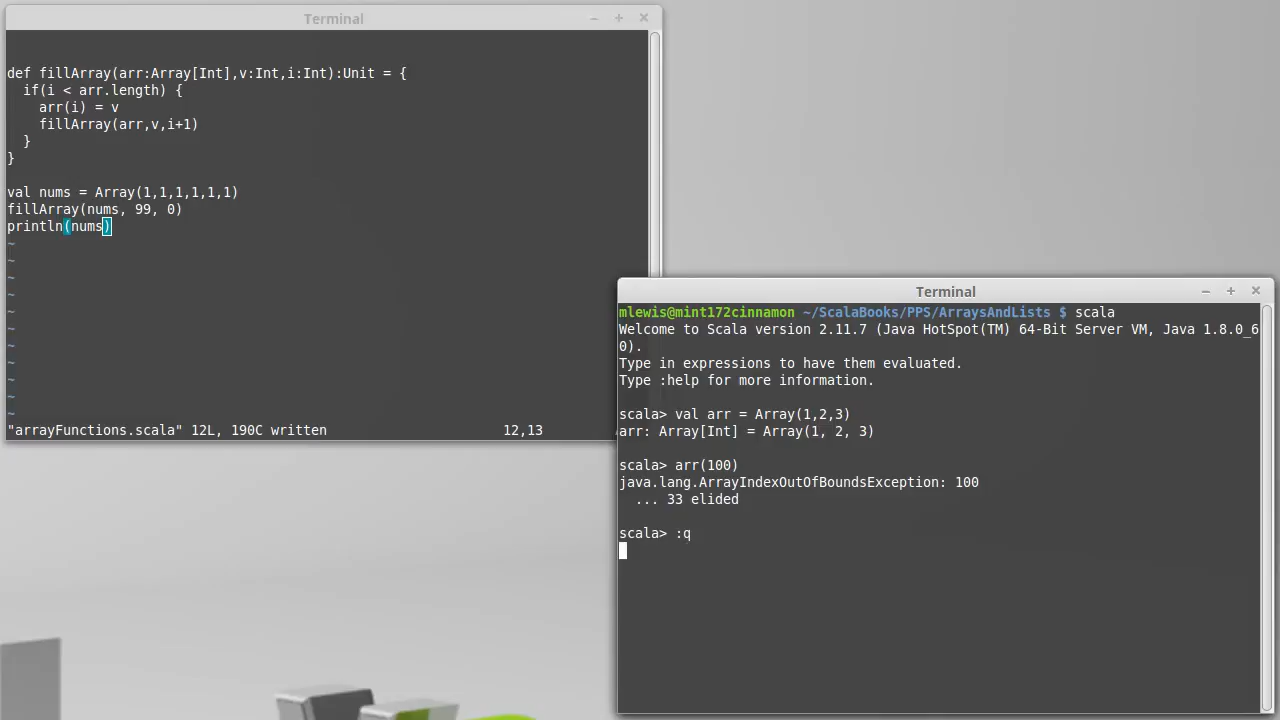 Terminal
def fillArray(arr:Array[Int],v:Int,i:Int):Unit = {
  if(i < arr.length) {
    arr(i) = v
    fillArray(arr,v,i+1)
  }
}
val nums = Array(1,1,1,1,1,1)
fillArray(nums, 99, 0)
println(nums)
~
~
~
~
~
~
~
~
~
~
~
"arrayFunctions.scala" 12L, 190C written 12,13
Terminal
mlewis@mint172cinnamon ~/ScalaBooks/PPS/ArraysAndLists $ scala
Welcome to Scala version 2.11.7 (Java HotSpot(TM) 64-Bit Server VM, Java 1.8.0_6
0).
Type in expressions to have them evaluated.
Type :help for more information.
scala> val arr = Array(1,2,3)
arr: Array[Int] = Array(1, 2, 3)
scala> arr(100)
java.lang.ArrayIndexOutOfBoundsException: 100
  ... 33 elided
scala> :q